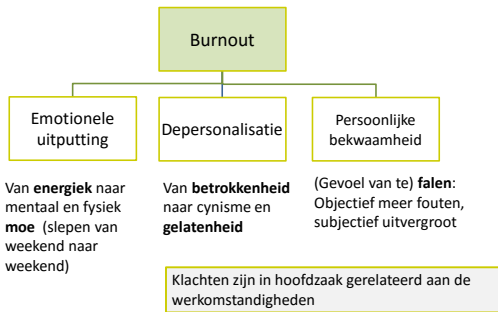 Burnout
Emotionele
uitputting
Depersonalisatie
Persoonlijke
bekwaamheid
Van energiek naar
mentaal en fysiek
moe (slepen van
weekend naar
weekend)
Van betrokkenheid
naar cynisme en
gelatenheid
(Gevoel van te) falen:
Objectief meer fouten,
subjectief uitvergroot
Klachten zijn in hoofdzaak gerelateerd aan de
werkomstandigheden